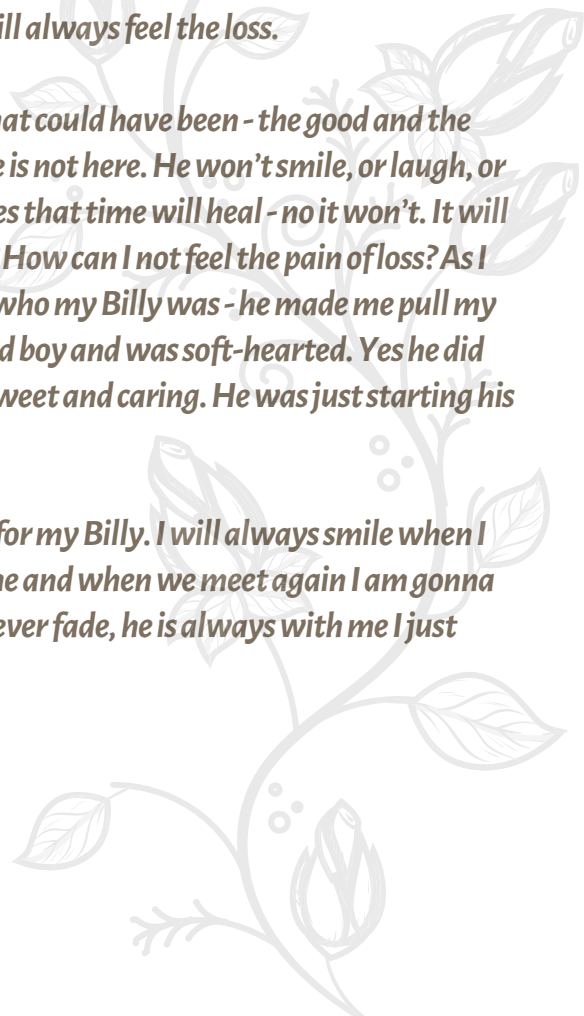 ill always feel the loss.
hat could have been - the good and the
e is not here. He won't smile, or laugh, or
es that time will heal - no it won't. It will
How can I not feel the pain of loss? As I
who my Billy was - he made me pull my
d boy and was soft-hearted. Yes he did
weet and caring. He was just starting his
for my Billy. I will always smile when I
ne and when we meet again I am gonna
ever fade, he is always with me I just